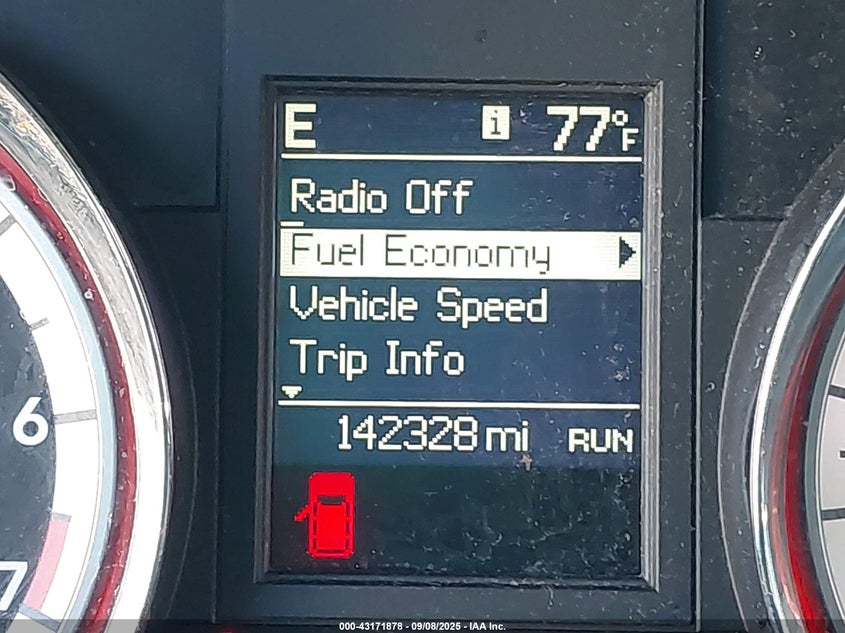 E i 77°F
Radio Off
Fuel Economy
Vehicle Speed
Trip Info
142328 mi RUN
6
7
000-43171878 - 09/08/2025 - IAA Inc.